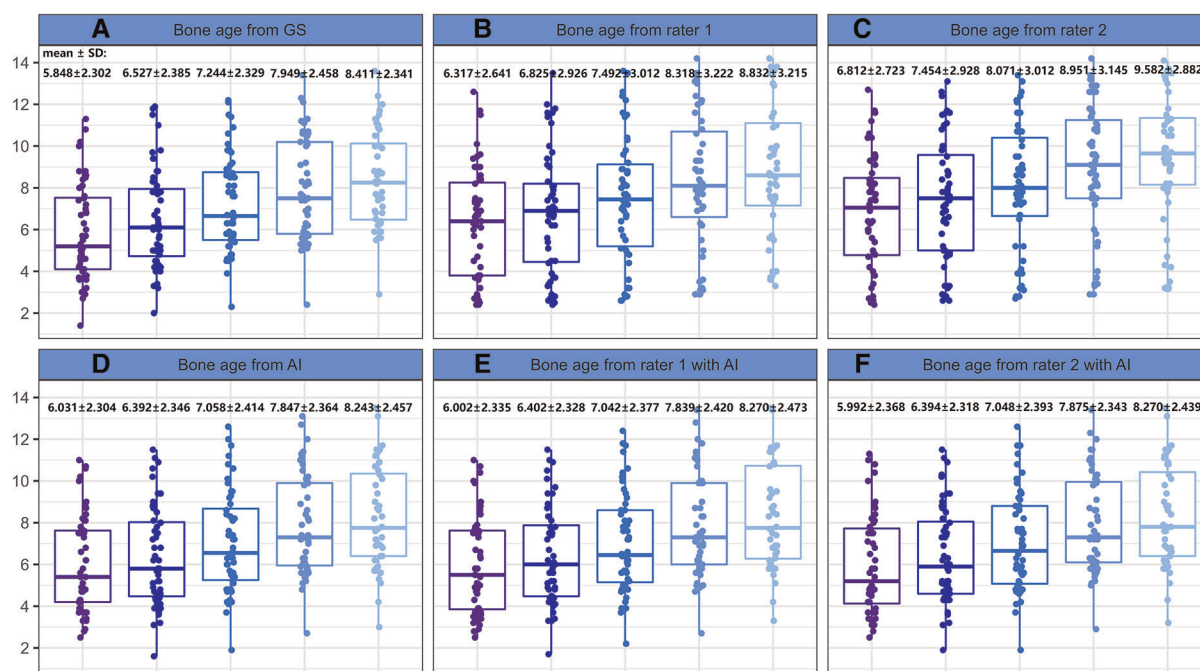 A Bone age from GS
B Bone age from rater 1
C Bone age from rater 2
mean ± SD:
14
5.848±2.302 6.527±2.385 7.244±2.329 7.949±2.458 8.411±2.341
6.317±2.641 6.825±2.926 7.492±3.012 8.318±3.222 8.832±3.215
6.812±2.723 7.454±2.928 8.071±3.012 8.951±3.145 9.582±2.882
12
10
8
6
4
2
D Bone age from AI
E Bone age from rater 1 with AI
F Bone age from rater 2 with AI
14
6.031±2.304 6.392±2.346 7.058±2.414 7.847±2.364 8.243±2.457
6.002±2.335 6.402±2.328 7.042±2.377 7.839±2.420 8.270±2.473
5.992±2.368 6.394±2.318 7.048±2.393 7.875±2.343 8.270±2.439
12
10
8
6
4
2